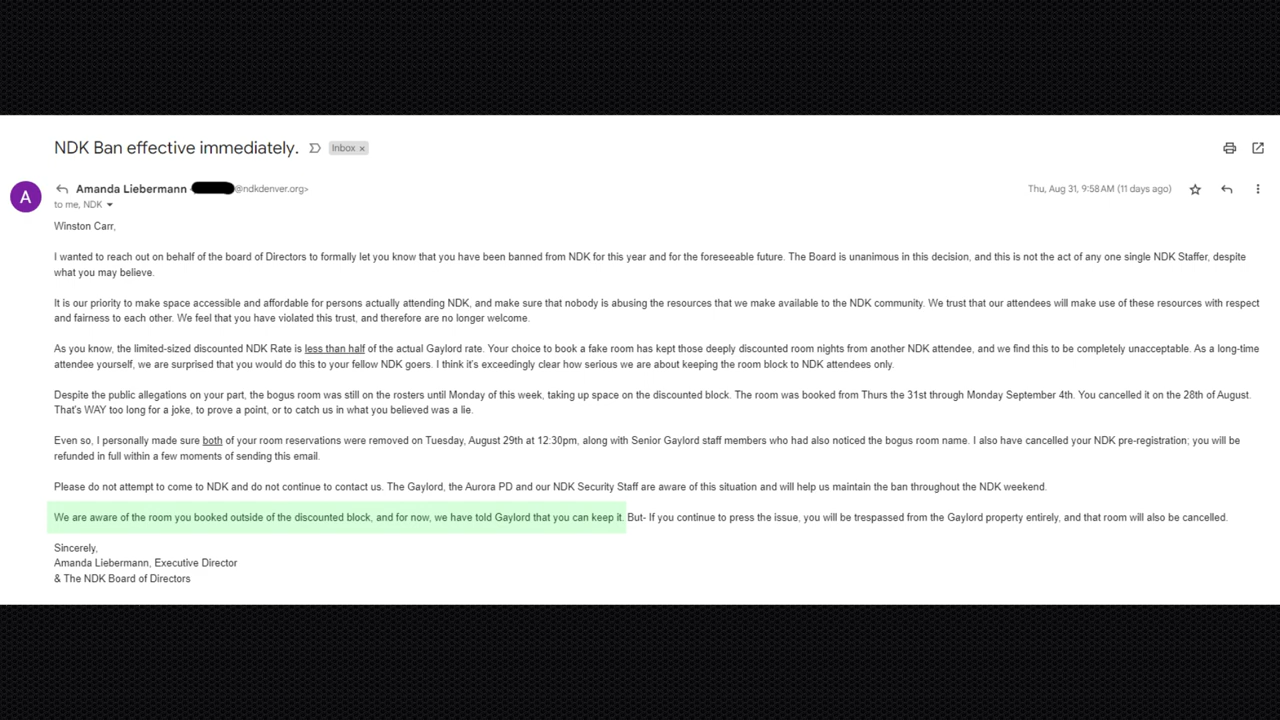 NDK Ban effective immediately. Inbox x
A
Amanda Liebermann < @ndkdenver.org> Thu, Aug 31, 9:58 AM (11 days ago)
to me, NDK
Winston Carr,
I wanted to reach out on behalf of the board of Directors to formally let you know that you have been banned from NDK for this year and for the foreseeable future. The Board is unanimous in this decision, and this is not the act of any one single NDK Staffer, despite
what you may believe.
It is our priority to make space accessible and affordable for persons actually attending NDK, and make sure that nobody is abusing the resources that we make available to the NDK community. We trust that our attendees will make use of these resources with respect
and fairness to each other. We feel that you have violated this trust, and therefore are no longer welcome.
As you know, the limited-sized discounted NDK Rate is less than half of the actual Gaylord rate. Your choice to book a fake room has kept those deeply discounted room nights from another NDK attendee, and we find this to be completely unacceptable. As a long-time
attendee yourself, we are surprised that you would do this to your fellow NDK goers. I think it's exceedingly clear how serious we are about keeping the room block to NDK attendees only.
Despite the public allegations on your part, the bogus room was still on the rosters until Monday of this week, taking up space on the discounted block. The room was booked from Thurs the 31st through Monday September 4th. You cancelled it on the 28th of August.
That's WAY too long for a joke, to prove a point, or to catch us in what you believed was a lie.
Even so, I personally made sure both of your room reservations were removed on Tuesday, August 29th at 12:30pm, along with Senior Gaylord staff members who had also noticed the bogus room name. I also have cancelled your NDK pre-registration; you will be
refunded in full within a few moments of sending this email.
Please do not attempt to come to NDK and do not continue to contact us. The Gaylord, the Aurora PD and our NDK Security Staff are aware of this situation and will help us maintain the ban throughout the NDK weekend.
We are aware of the room you booked outside of the discounted block, and for now, we have told Gaylord that you can keep it. But- If you continue to press the issue, you will be trespassed from the Gaylord property entirely, and that room will also be cancelled.
Sincerely,
Amanda Liebermann, Executive Director
& The NDK Board of Directors